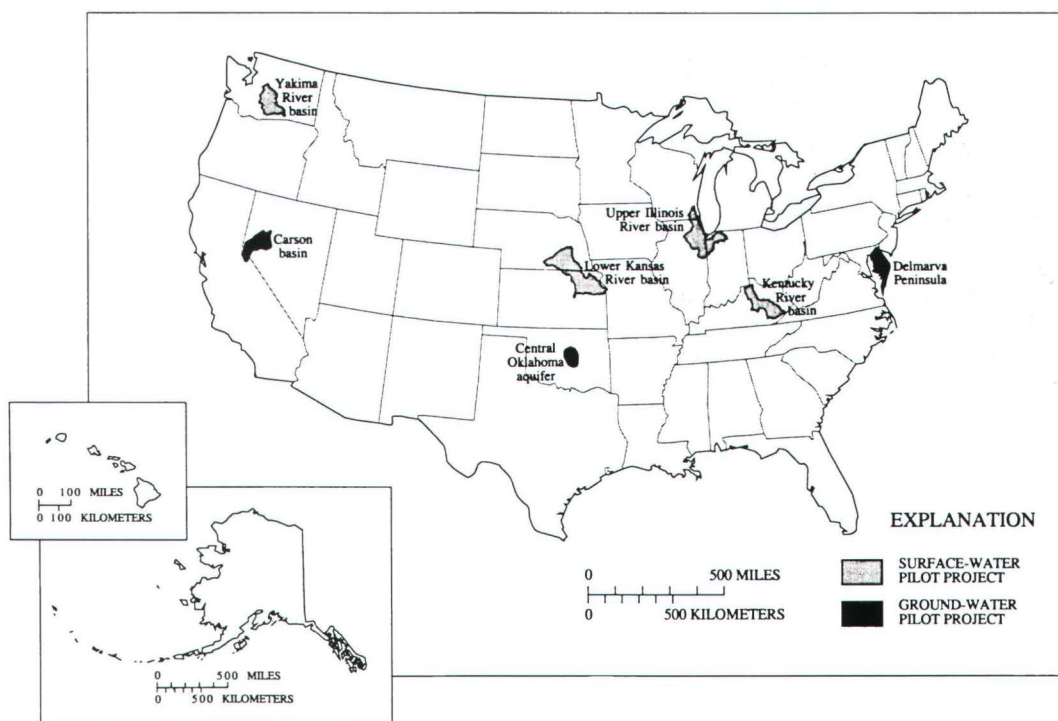 Yakima
River
basin
Carson
basin
Upper Illinois
River basin
Lower Kansas
River basin
Kentucky
River
basin
Delmarva
Peninsula
Central
Oklahoma
aquifer
0 100 MILES
0 100 KILOMETERS
0 500 MILES
0 500 KILOMETERS
0 500 MILES
0 500 KILOMETERS
EXPLANATION
SURFACE-WATER
PILOT PROJECT
GROUND-WATER
PILOT PROJECT